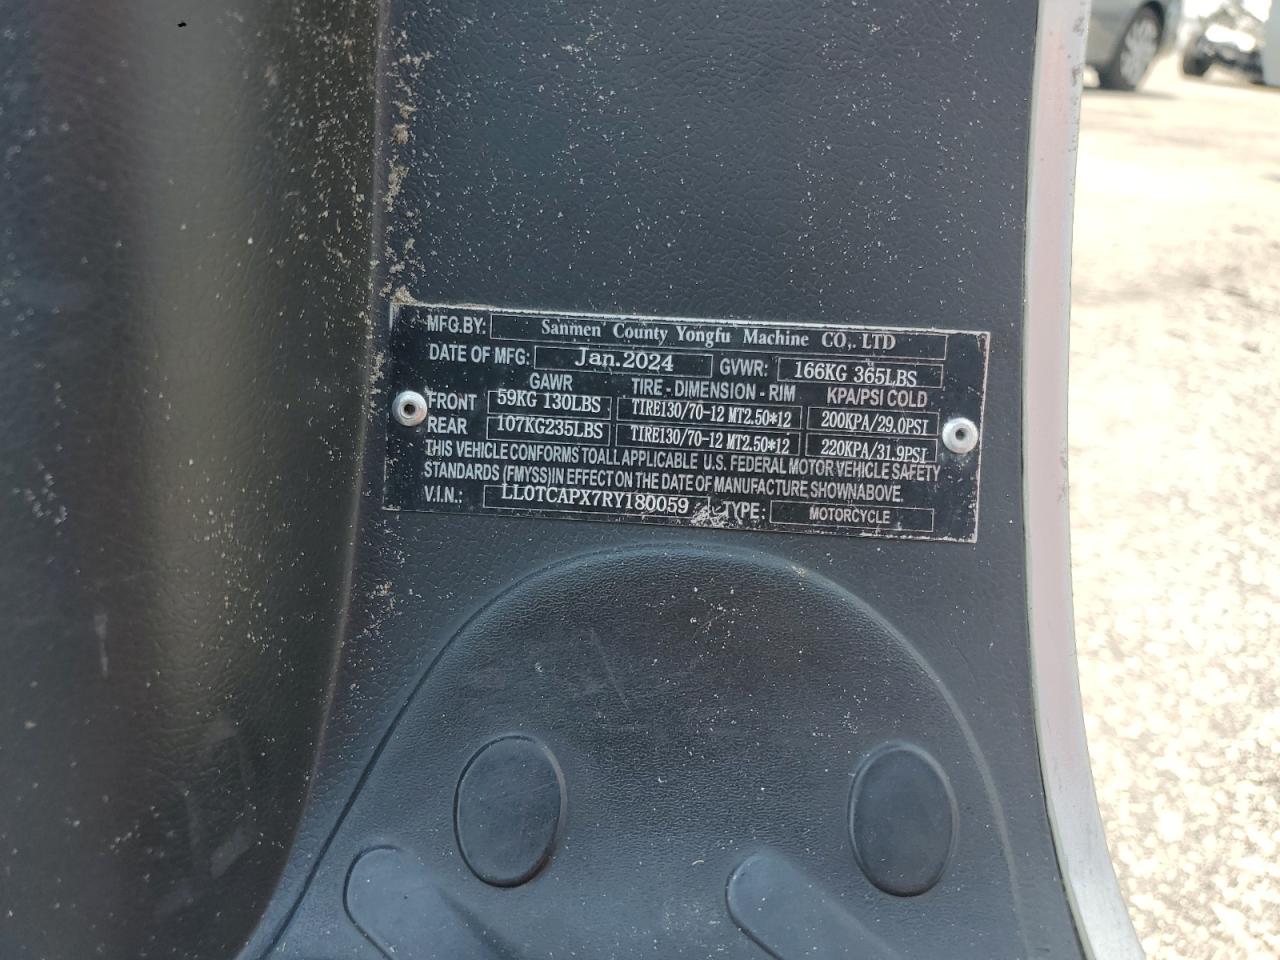 MFG.BY: Sanmen County Yongfu Machine CO,. LTD
DATE OF MFG: Jan.2024 GVWR: 166KG 365LBS
GAWR TIRE - DIMENSION - RIM KPA/PSI COLD
FRONT 59KG 130LBS TIRE130/70-12 MT2.50*12 200KPA/29.0PSI
REAR 107KG235LBS TIRE130/70-12 MT2.50*12 220KPA/31.9PSI
THIS VEHICLE CONFORMS TOALL APPLICABLE U.S. FEDERAL MOTOR VEHICLE SAFETY
STANDARDS (FMYSS)IN EFFECT ON THE DATE OF MANUFACTURE SHOWNABOVE.
V.I.N.: LL0TCAPX7RY180059 TYPE: MOTORCYCLE